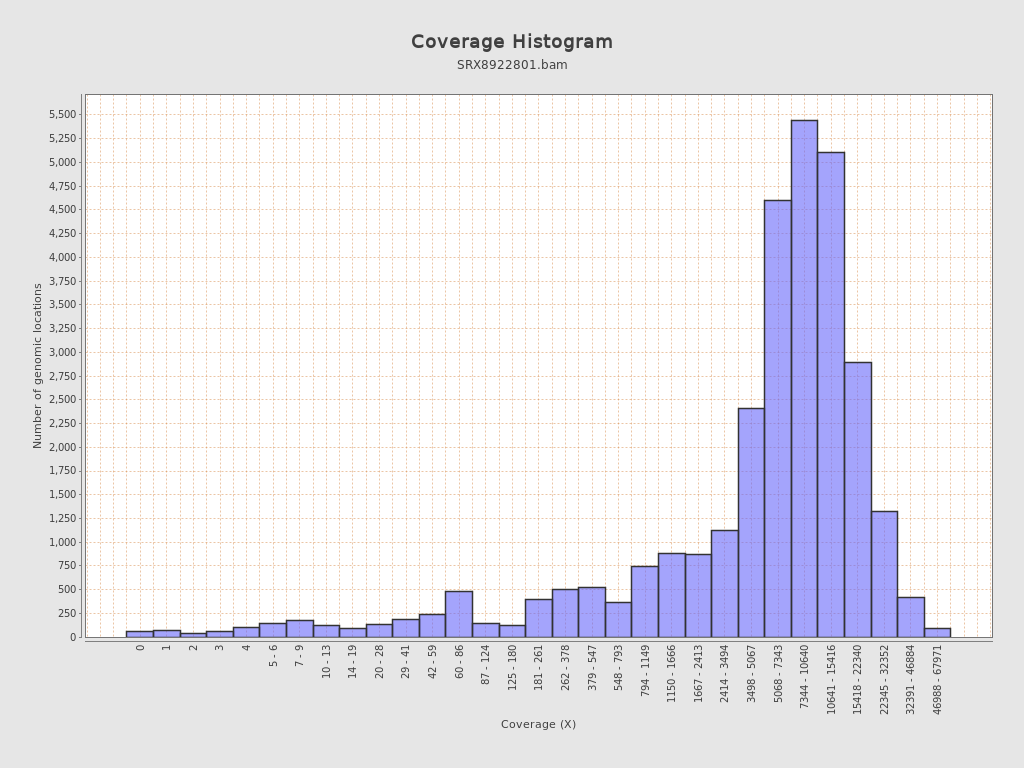 Coverage Histogram
SRX8922801.bam
Number of genomic locations
5,500
5,250
5,000
4,750
4,500
4,250
4,000
3,750
3,500
3,250
3,000
2,750
2,500
2,250
2,000
1,750
1,500
1,250
1,000
750
500
250
0
0
1
2
3
4
5 - 6
7 - 9
10 - 13
14 - 19
20 - 28
29 - 41
42 - 59
60 - 86
87 - 124
125 - 180
181 - 261
262 - 378
379 - 547
548 - 793
794 - 1149
1150 - 1666
1667 - 2413
2414 - 3494
3498 - 5067
5068 - 7343
7344 - 10640
10641 - 15416
15418 - 22340
22345 - 32352
32391 - 46884
46988 - 67971
Coverage (X)